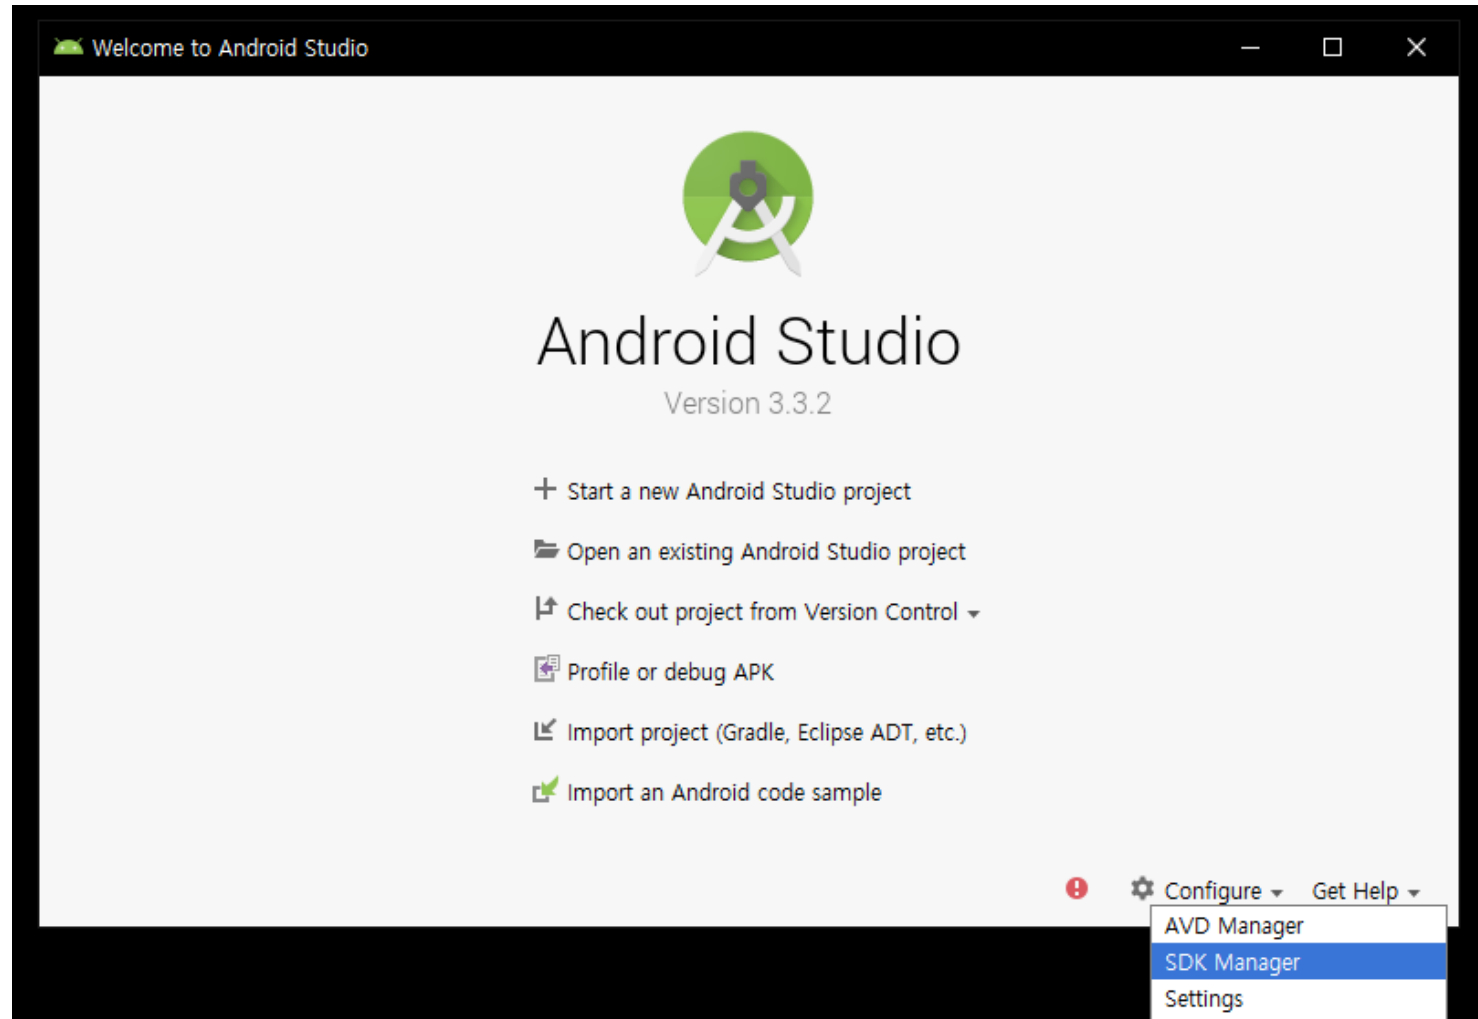 Welcome to Android Studio
Android Studio
Version 3.3.2
Start a new Android Studio project
Open an existing Android Studio project
Check out project from Version Control
Profile or debug APK
Import project (Gradle, Eclipse ADT, etc.)
Import an Android code sample
Configure Get Help
AVD Manager
SDK Manager
Settings